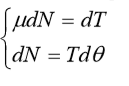 μdN = dT
dN = Tdθ